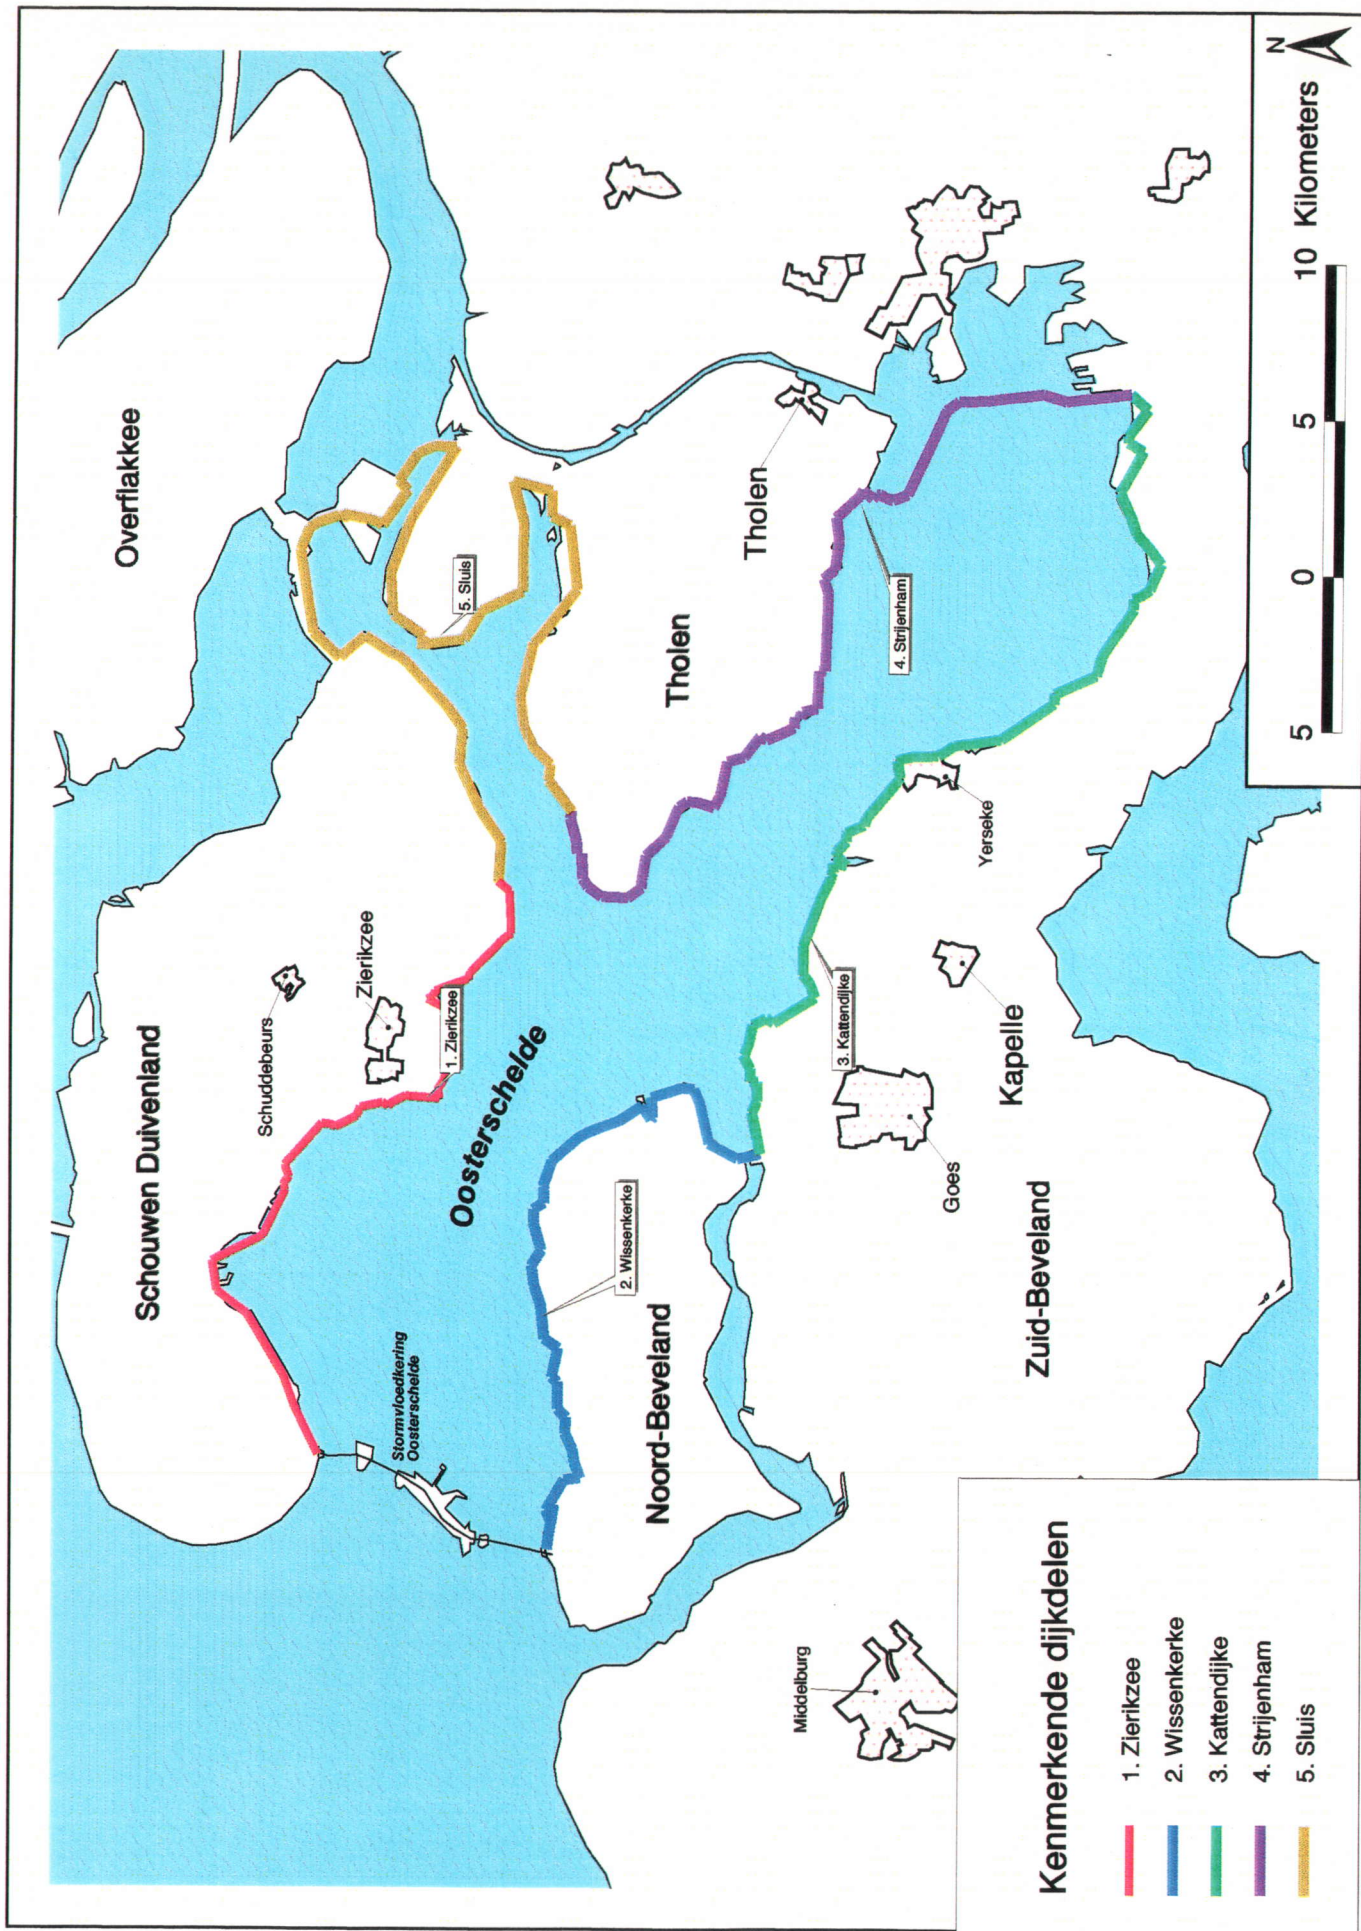 Overflakkee
Schouwen Duivenland
Schuddebeurs
Zierikzee
1. Zierikzee
5. Sluis
Stormvloedkering
Oosterschelde
Oosterschelde
2. Wissenkerke
Noord-Beveland
Tholen
Tholen
4. Strijenham
3. Kattendijke
Yerseke
Kapelle
Goes
Zuid-Beveland
Middelburg
Kenmerkende dijkdelen
1. Zierikzee
2. Wissenkerke
3. Kattendijke
4. Strijenham
5. Sluis
5 0 5 10 Kilometers
N